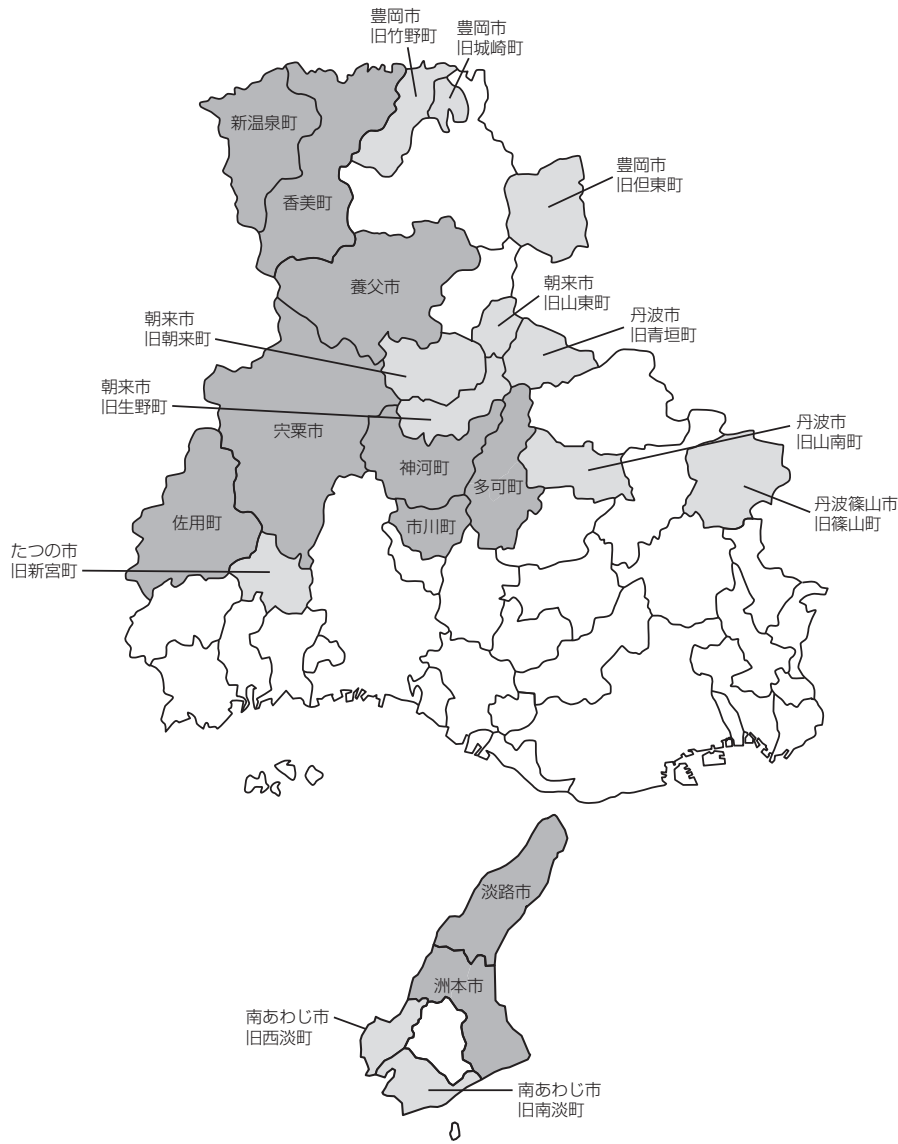 豊岡市
旧竹野町
豊岡市
旧城崎町
新温泉町
豊岡市
旧但東町
香美町
養父市
朝来市
旧山東町
朝来市
旧朝来町
丹波市
旧青垣町
朝来市
旧生野町
宍粟市
丹波市
旧山南町
神河町
多可町
丹波篠山市
旧篠山町
佐用町
市川町
たつの市
旧新宮町
淡路市
洲本市
南あわじ市
旧西淡町
南あわじ市
旧南淡町